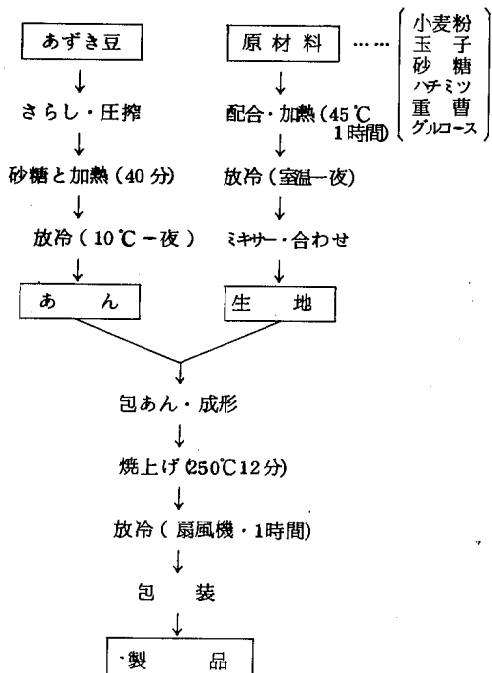 あずき豆
さらし・圧搾
砂糖と加熱(40分)
放冷(10℃一夜)
あん
原材料 ……
小麦粉
玉子
砂糖
ハチミツ
重曹
グルコース
配合・加熱(45℃
1時間)
放冷(室温一夜)
ミキサー・合わせ
生地
包あん・成形
焼上げ(250℃12分)
放冷(扇風機・1時間)
包装
製品